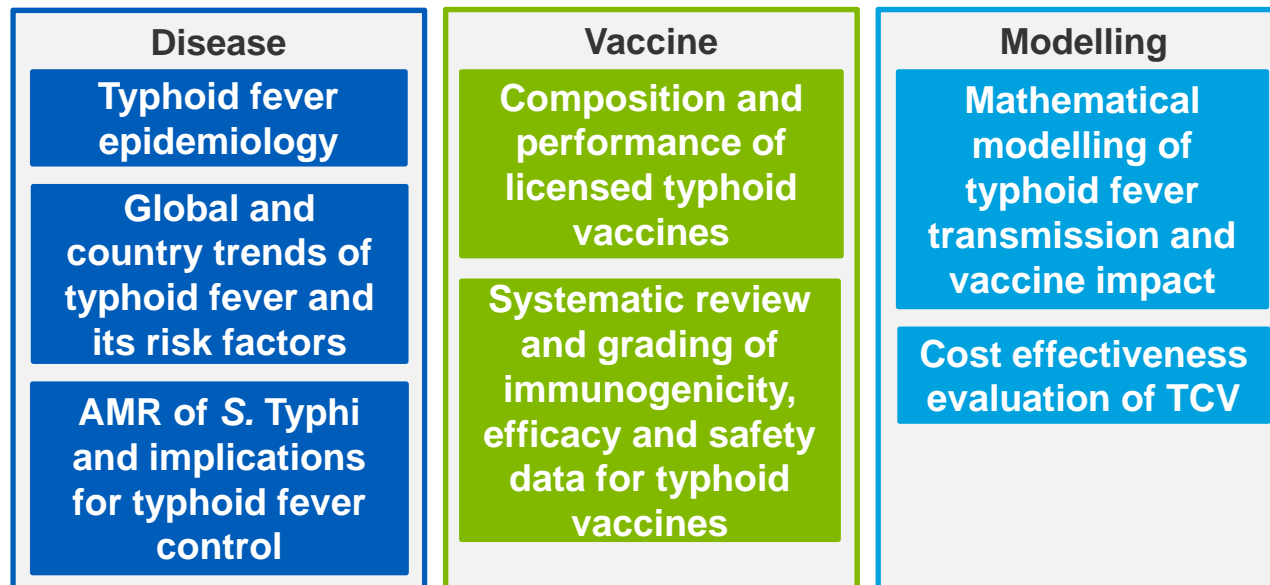 Disease
Typhoid fever
epidemiology
Global and
country trends of
typhoid fever and
its risk factors
AMR of S. Typhi
and implications
for typhoid fever
control
Vaccine
Composition and
performance of
licensed typhoid
vaccines
Systematic review
and grading of
immunogenicity,
efficacy and safety
data for typhoid
vaccines
Modelling
Mathematical
modelling of
typhoid fever
transmission and
vaccine impact
Cost effectiveness
evaluation of TCV